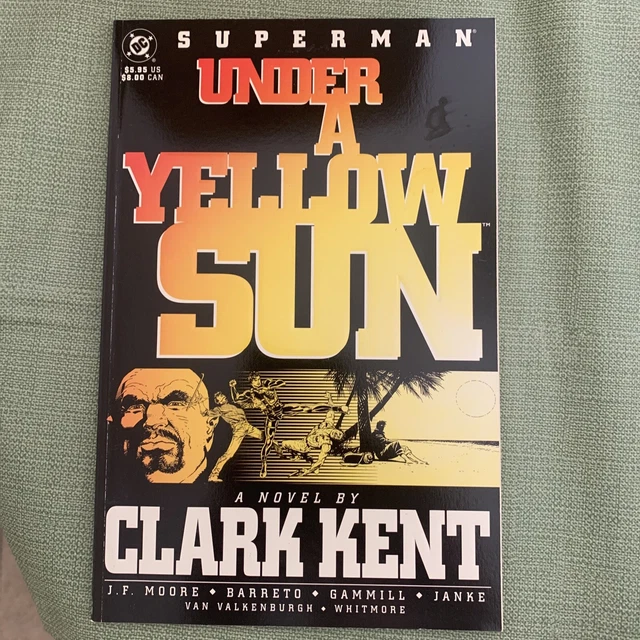 SUPERMAN®
DC
$5.95 US
$8.00 CAN
UNDER
A
YELLOW
SUN™
A NOVEL BY
CLARK KENT
J.F. MOORE ◆ BARRETO ◆ GAMMILL ◆ JANKE
VAN VALKENBURGH ◆ WHITMORE